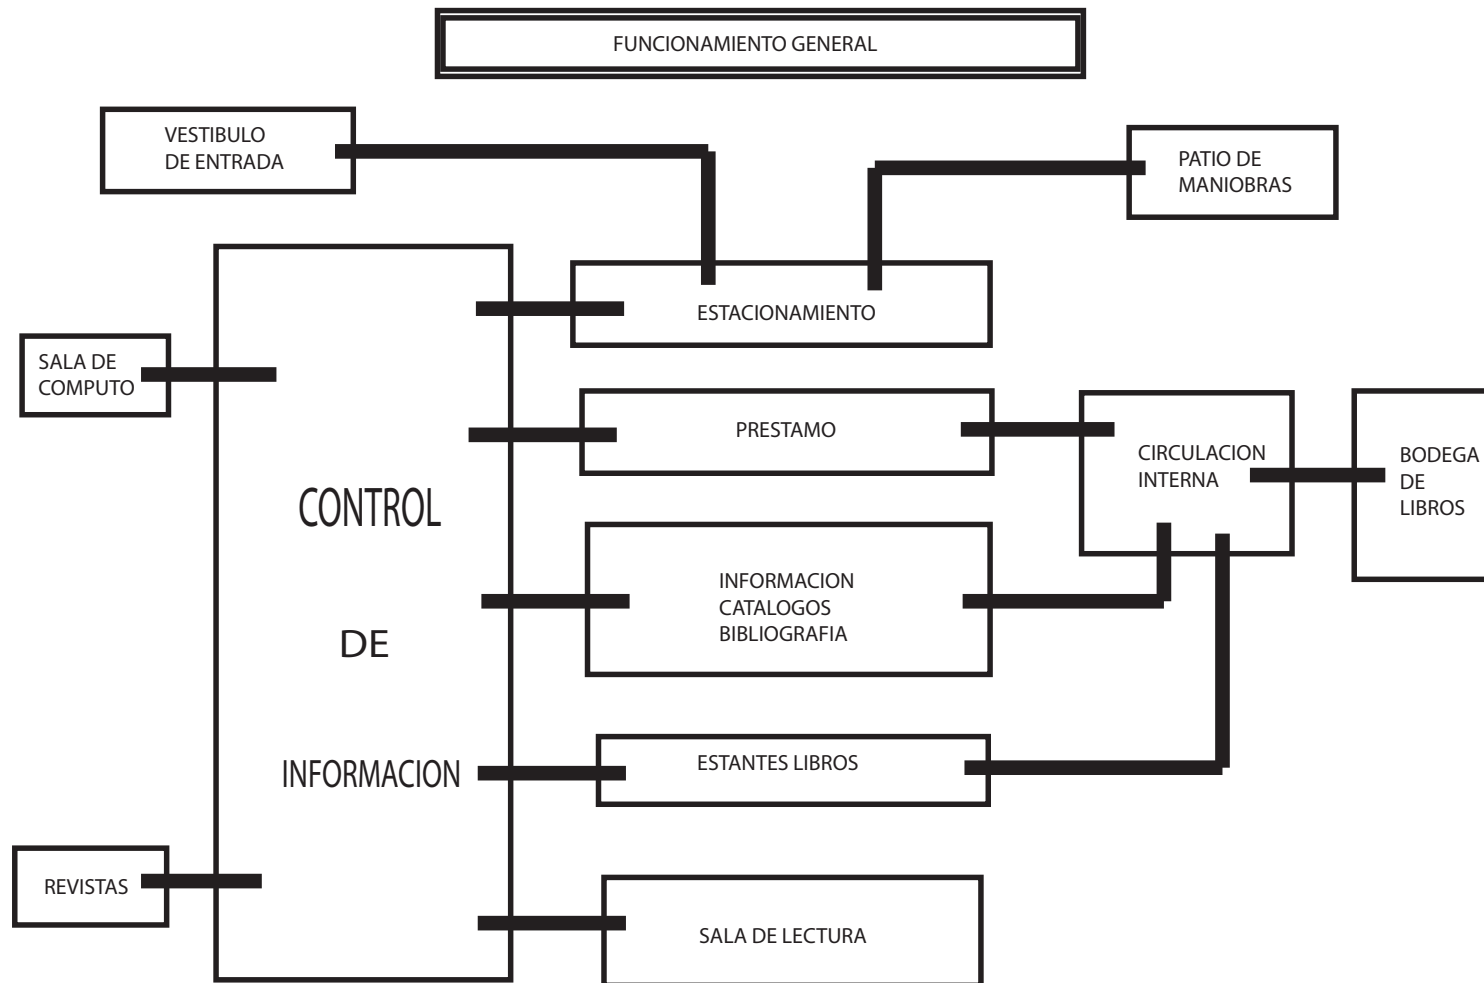 FUNCIONAMIENTO GENERAL
VESTIBULO
DE ENTRADA
PATIO DE
MANIOBRAS
ESTACIONAMIENTO
SALA DE
COMPUTO
PRESTAMO
CIRCULACION
INTERNA
BODEGA
DE
LIBROS
CONTROL
DE
INFORMACION
INFORMACION
CATALOGOS
BIBLIOGRAFIA
ESTANTES LIBROS
REVISTAS
SALA DE LECTURA